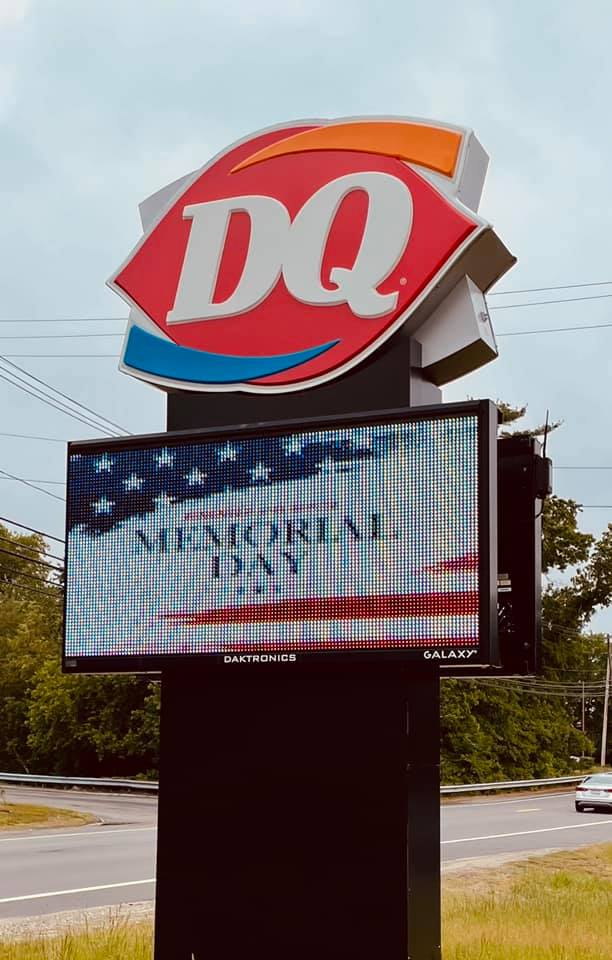 DQ
MEMORIAL
DAY
DAKTRONICS
GALAXY